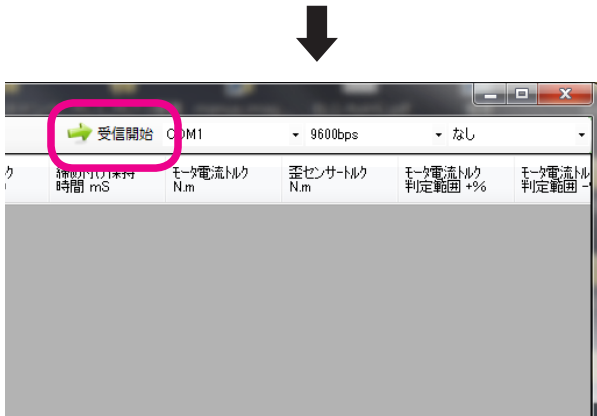 受信開始 COM1 9600bps なし
締め付け保持 モータ電流トルク 歪センサートルク モータ電流トルク モータ電流トル
時間 mS N.m N.m 判定範囲 +% 判定範囲 -